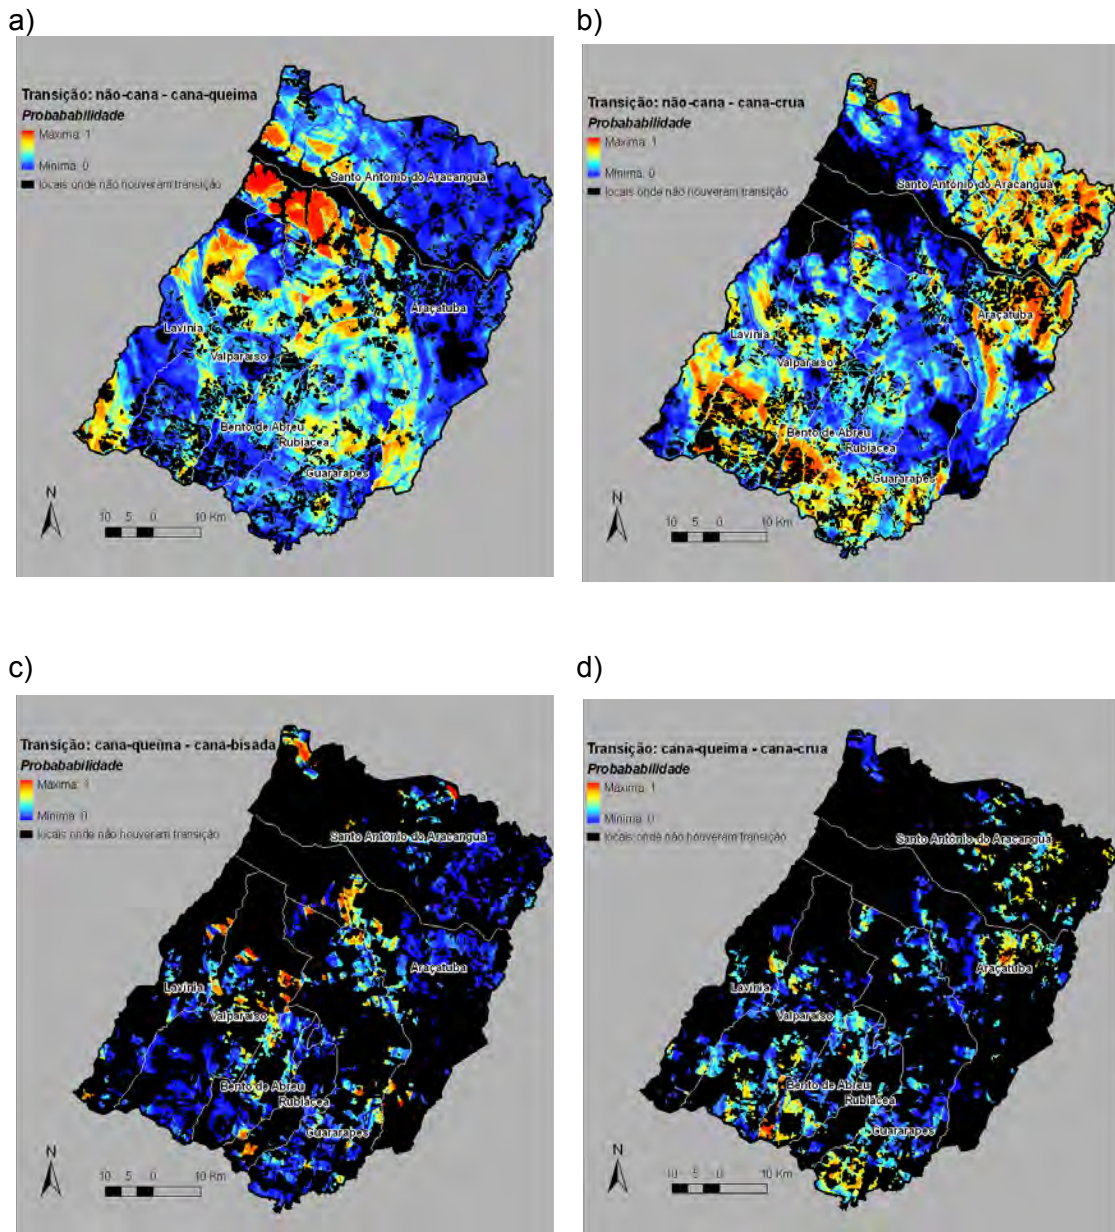 a)
Transição: não-cana - cana-queima
Probababilidade
Máxima: 1
Mínima: 0
locais onde não houveram transição
Santo Antônio do Aracanguá
Araçatuba
Lavínia
Valparaíso
Bento de Abreu
Rubiácea
Guararapes
N
10 5 0 10 Km
b)
Transição: não-cana - cana-crua
Probababilidade
Máxima: 1
Mínima: 0
locais onde não houveram transição
Santo Antônio do Aracanguá
Araçatuba
Lavínia
Valparaíso
Bento de Abreu
Rubiácea
Guararapes
N
10 5 0 10 Km
c)
Transição: cana-queima - cana-bisada
Probababilidade
Máxima: 1
Mínima: 0
locais onde não houveram transição
Santo Antônio do Aracanguá
Araçatuba
Lavínia
Valparaíso
Bento de Abreu
Rubiácea
Guararapes
N
10 5 0 10 Km
d)
Transição: cana-queima - cana-crua
Probababilidade
Máxima: 1
Mínima: 0
locais onde não houveram transição
Santo Antônio do Aracanguá
Araçatuba
Lavínia
Valparaíso
Bento de Abreu
Rubiácea
Guararapes
N
10 5 0 10 Km